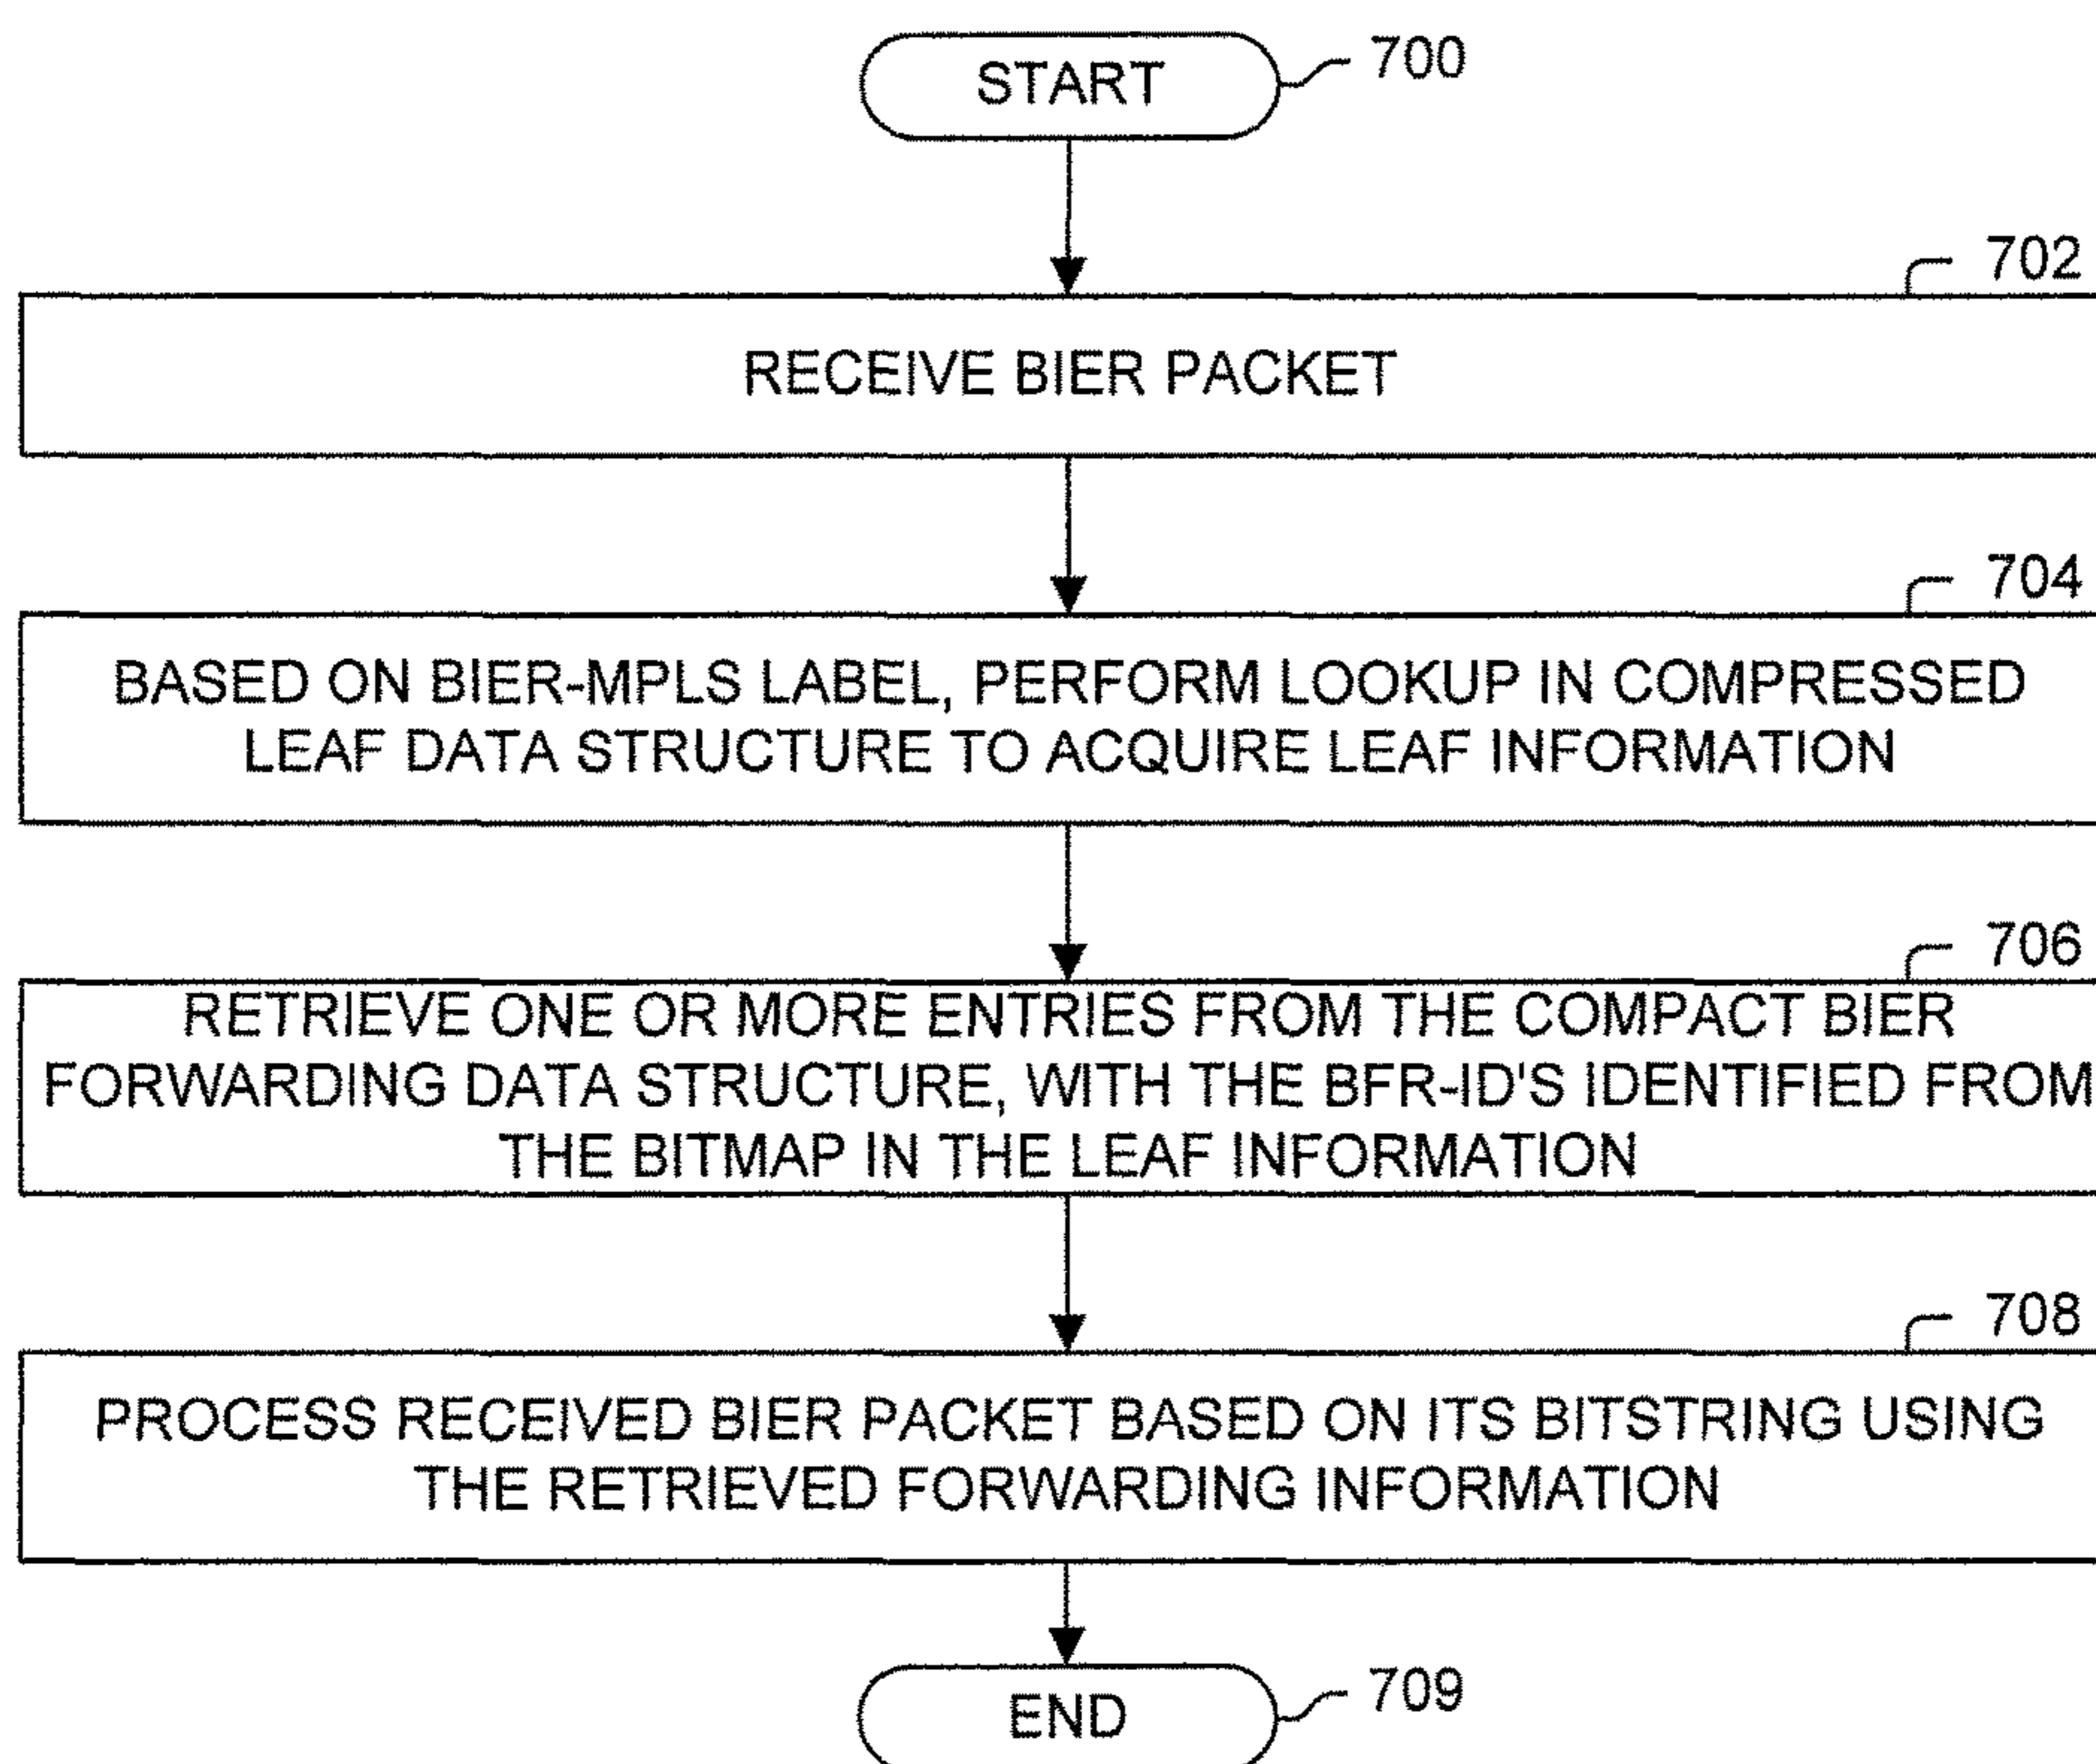 START
700
702
RECEIVE BIER PACKET
704
BASED ON BIER-MPLS LABEL, PERFORM LOOKUP IN COMPRESSED
LEAF DATA STRUCTURE TO ACQUIRE LEAF INFORMATION
706
RETRIEVE ONE OR MORE ENTRIES FROM THE COMPACT BIER
FORWARDING DATA STRUCTURE, WITH THE BFR-ID'S IDENTIFIED FROM
THE BITMAP IN THE LEAF INFORMATION
708
PROCESS RECEIVED BIER PACKET BASED ON ITS BITSTRING USING
THE RETRIEVED FORWARDING INFORMATION
END
709